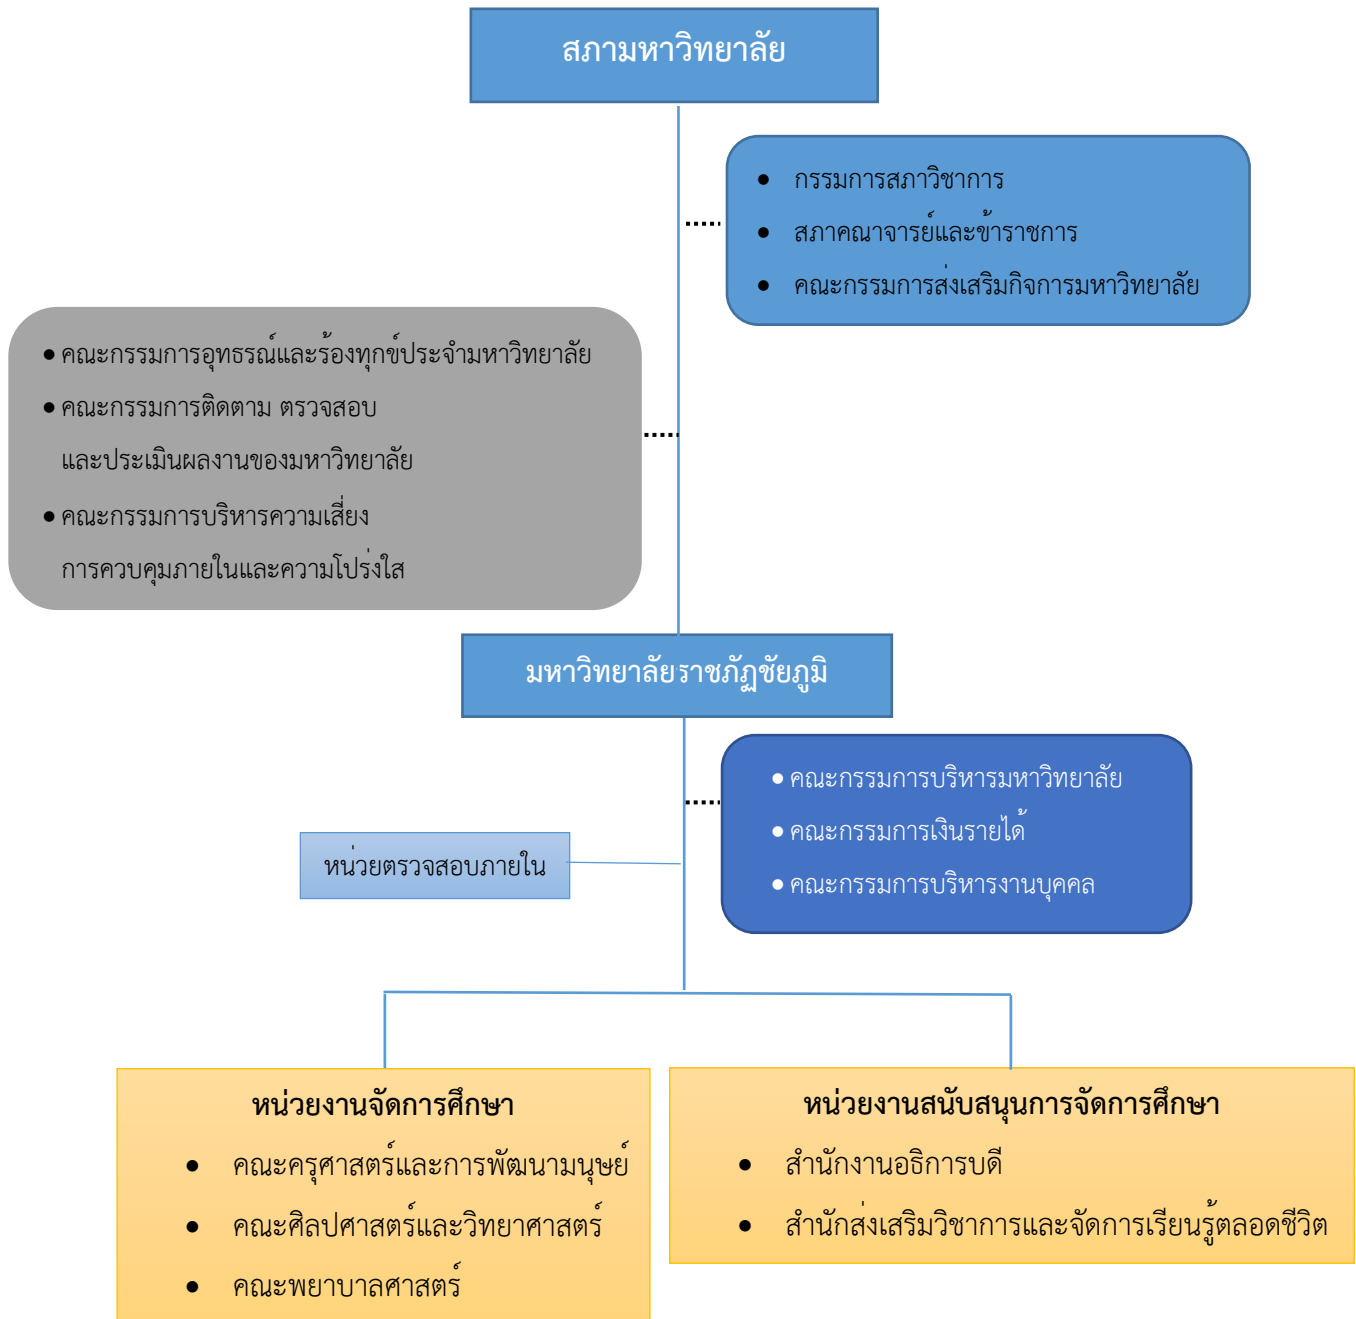 สภามหาวิทยาลัย
• กรรมการสภาวิชาการ
• สภาคณาจารย์และข้าราชการ
• คณะกรรมการส่งเสริมกิจการมหาวิทยาลัย
• คณะกรรมการอุทธรณ์และร้องทุกข์ประจำมหาวิทยาลัย
• คณะกรรมการติดตาม ตรวจสอบ
และประเมินผลงานของมหาวิทยาลัย
• คณะกรรมการบริหารความเสี่ยง
การควบคุมภายในและความโปร่งใส
มหาวิทยาลัยราชภัฏชัยภูมิ
• คณะกรรมการบริหารมหาวิทยาลัย
• คณะกรรมการเงินรายได้
• คณะกรรมการบริหารงานบุคคล
หน่วยตรวจสอบภายใน
หน่วยงานจัดการศึกษา
• คณะครุศาสตร์และการพัฒนามนุษย์
• คณะศิลปศาสตร์และวิทยาศาสตร์
• คณะพยาบาลศาสตร์
หน่วยงานสนับสนุนการจัดการศึกษา
• สำนักงานอธิการบดี
• สำนักส่งเสริมวิชาการและจัดการเรียนรู้ตลอดชีวิต